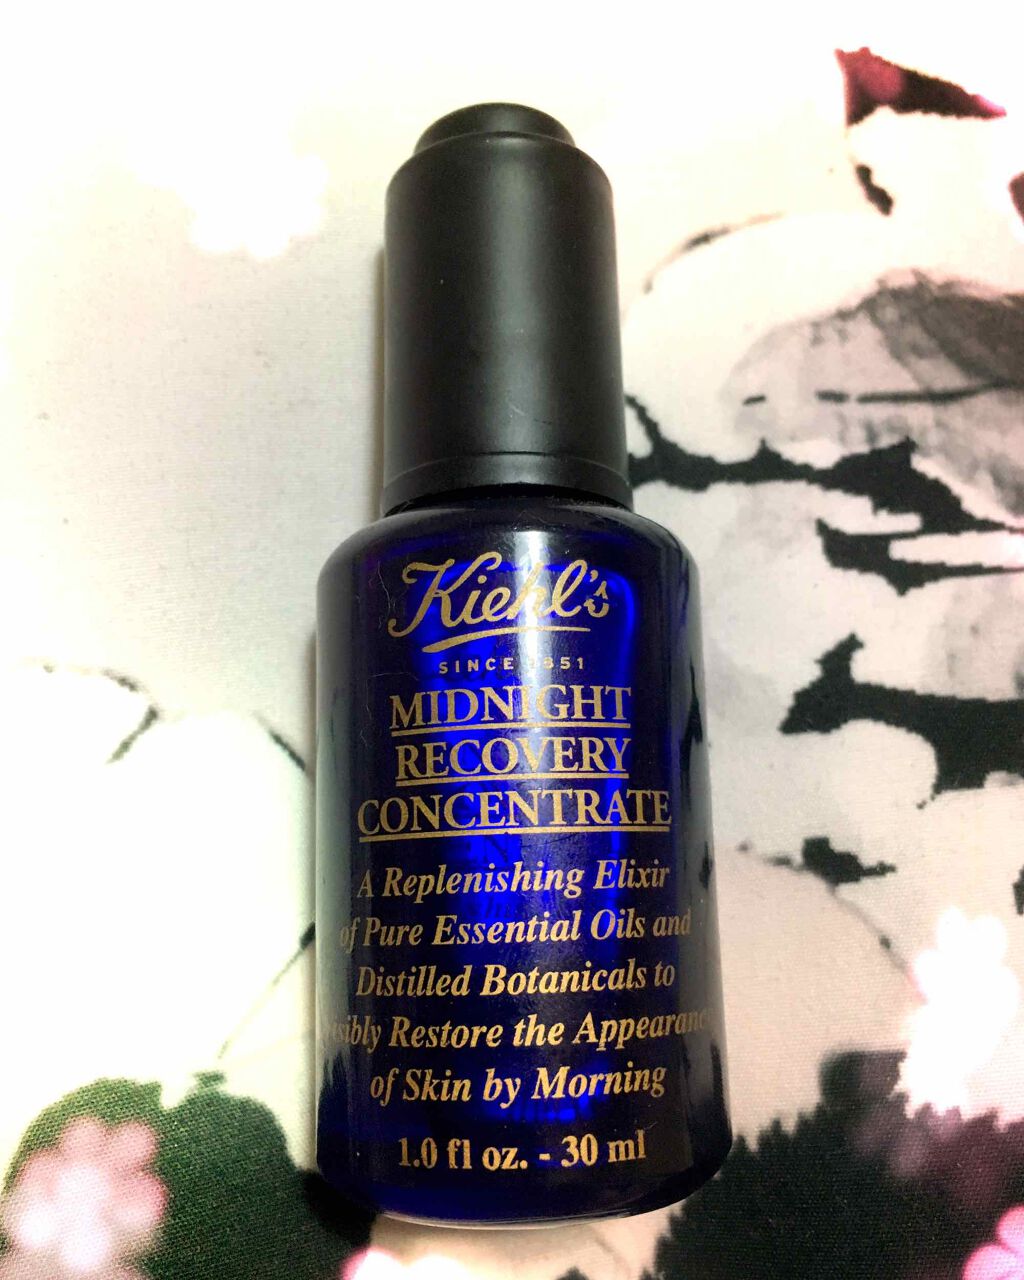 Kiehl's
SINCE 1851
MIDNIGHT
RECOVERY
CONCENTRATE
A Replenishing Elixir
of Pure Essential Oils and
Distilled Botanicals to
Restore the
of Skin by Morning
1.0 fl oz. - 30 ml